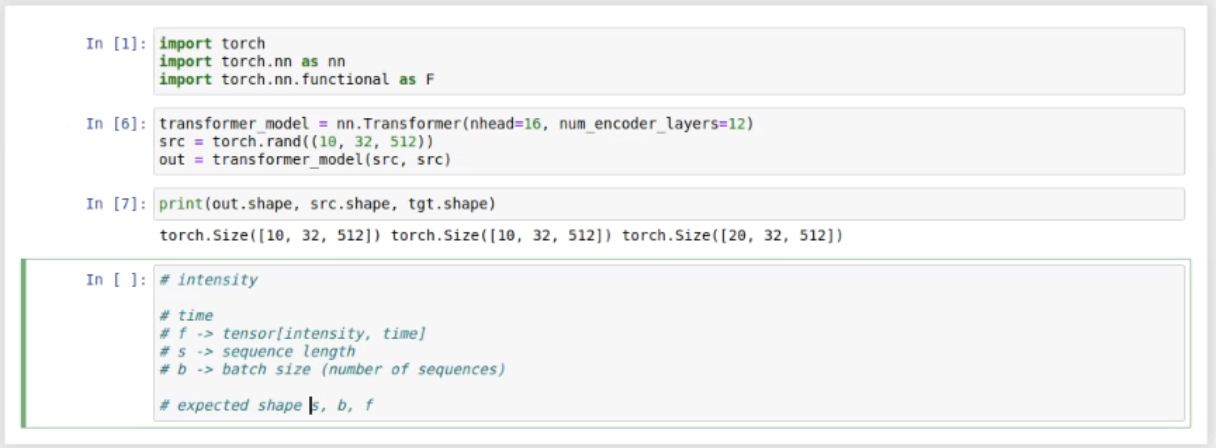 In [1]: import torch
import torch.nn as nn
import torch.nn.functional as F
In [6]: transformer_model = nn.Transformer(nhead=16, num_encoder_layers=12)
src = torch.rand((10, 32, 512))
out = transformer_model(src, src)
In [7]: print(out.shape, src.shape, tgt.shape)
torch.Size([10, 32, 512]) torch.Size([10, 32, 512]) torch.Size([20, 32, 512])
In [ ]: # intensity
# time
# f -> tensor[intensity, time]
# s -> sequence length
# b -> batch size (number of sequences)
# expected shape s, b, f